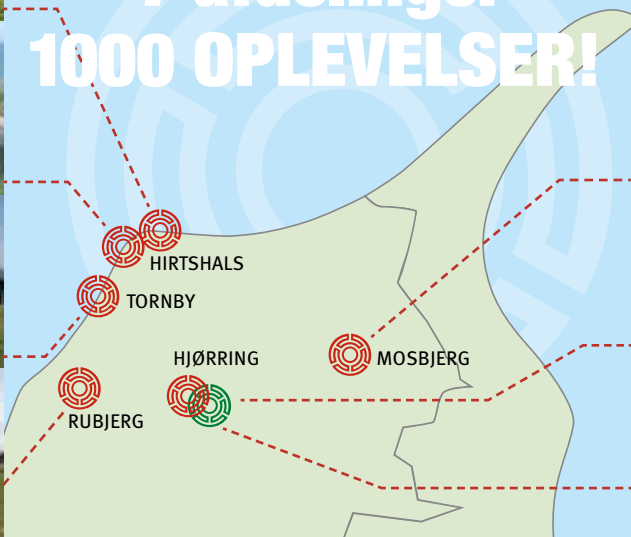 1000 OPLEVELSER!
HIRTSHALS
TORNBY
HJØRRING
MOSBJERG
RUBJERG